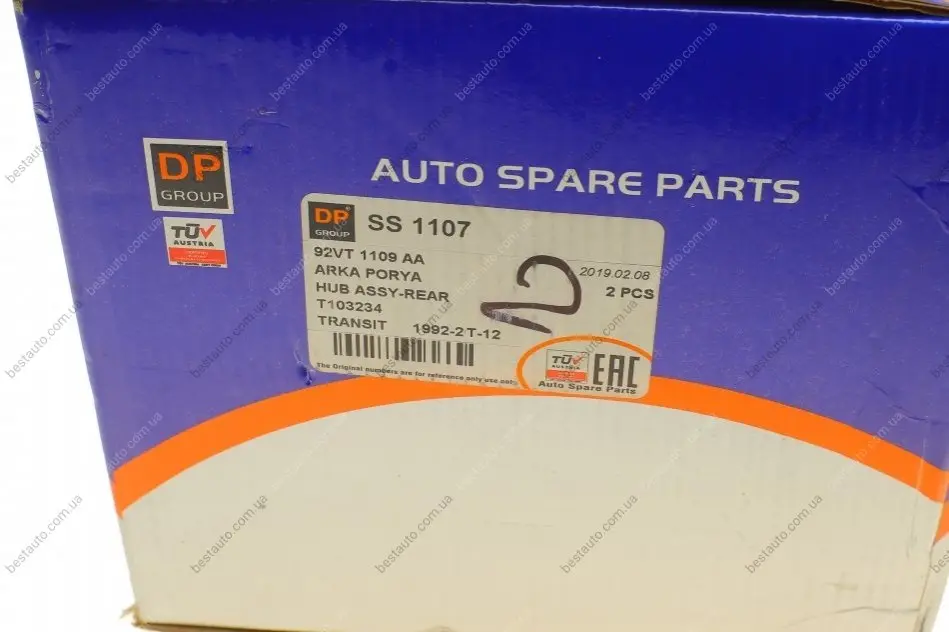 AUTO SPARE PARTS
DP
GROUP
TÜV
AUSTRIA
DP
GROUP
SS 1107
92VT 1109 AA
ARKA PORYA
HUB ASSY-REAR
T103234
TRANSIT 1992-2T-12
2019.02.08
2 PCS
2
The Original numbers are for reference only use only
TÜV
AUSTRIA
EAC
Auto Spare Parts
bestauto.com.ua